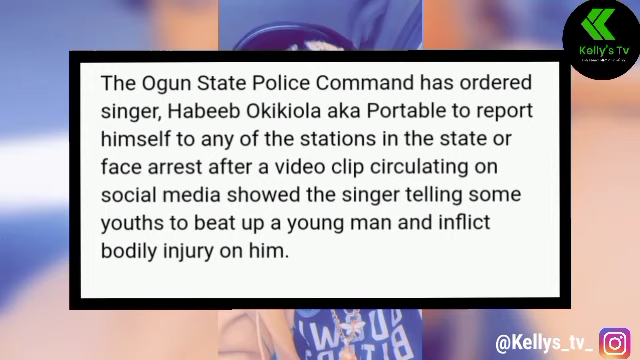 Kelly's Tv
The Ogun State Police Command has ordered
singer, Habeeb Okikiola aka Portable to report
himself to any of the stations in the state or
face arrest after a video clip circulating on
social media showed the singer telling some
youths to beat up a young man and inflict
bodily injury on him.
@Kellys_tv_